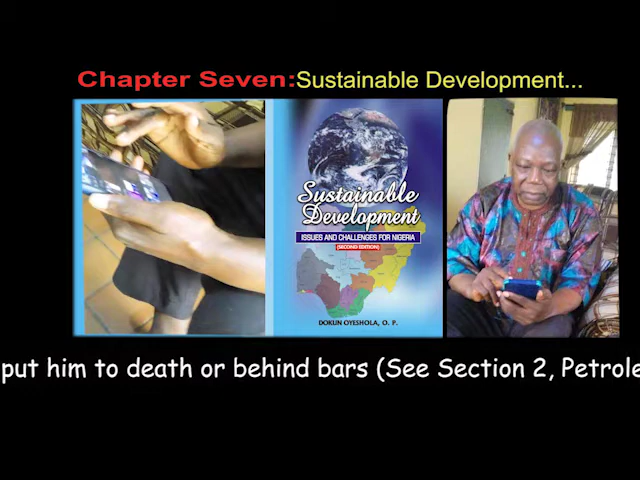 Chapter Seven:Sustainable Development...
Sustainable
Development
ISSUES AND CHALLENGES FOR NIGERIA
(SECOND EDITION)
DOKUN OYESHOLA, O. P.
put him to death or behind bars (See Section 2, Petrole